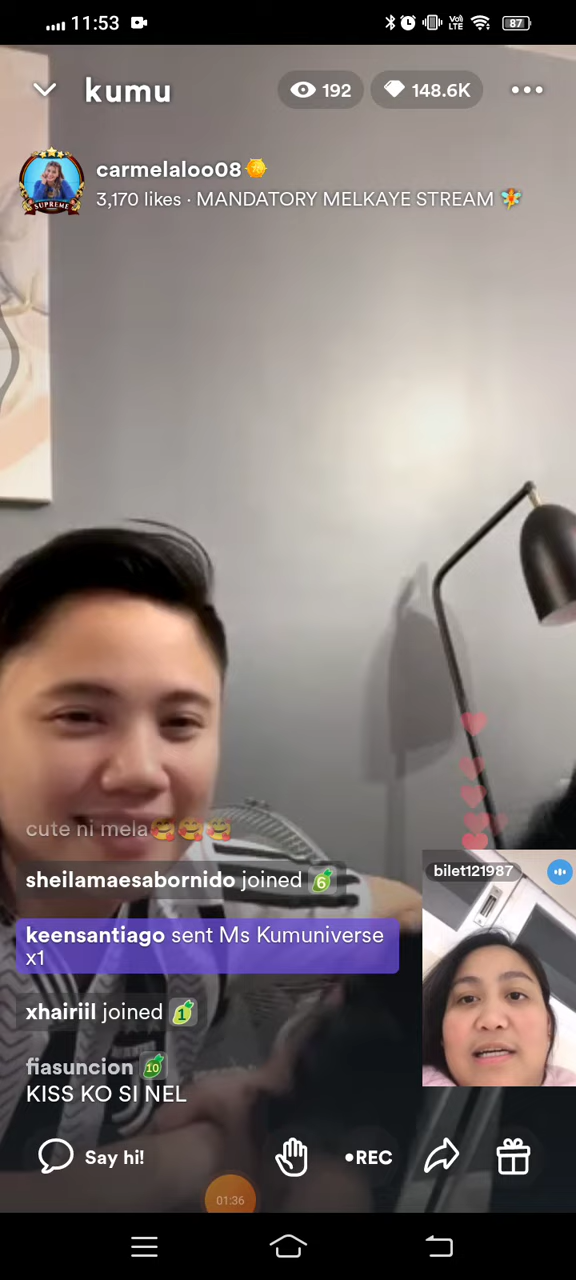 11:53
Vo)
LTE
87
kumu
192
148.6K
carmelaloo08
SUPREME
3,170 likes · MANDATORY MELKAYE STREAM
cute ni mela
sheilamaesabornido joined 6
bilet121987
keensantiago sent Ms Kumuniverse
x1
xhairiil joined 1
fiasuncion 10
KISS KO SI NEL
Say hi!
•REC
01:36